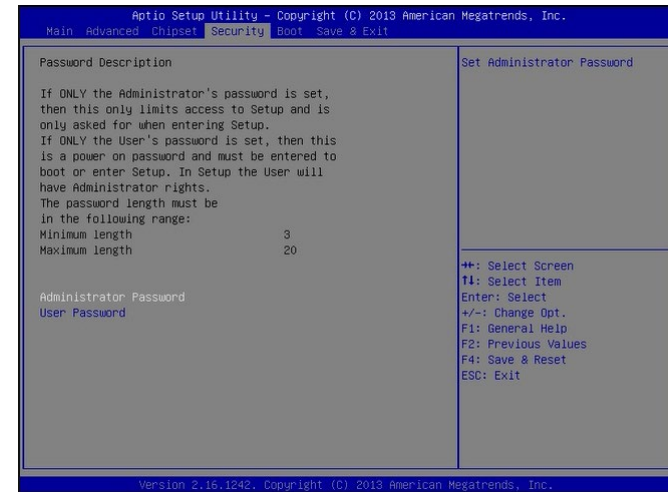 Aptio Setup Utility – Copyright (C) 2013 American Megatrends, Inc.
Main Advanced Chipset Security Boot Save & Exit
Password Description
If ONLY the Administrator's password is set,
then this only limits access to Setup and is
only asked for when entering Setup.
If ONLY the User's password is set, then this
is a power on password and must be entered to
boot or enter Setup. In Setup the User will
have Administrator rights.
The password length must be
in the following range:
Minimum length 3
Maximum length 20
Administrator Password
User Password
Set Administrator Password
→←: Select Screen
↑↓: Select Item
Enter: Select
+/-: Change Opt.
F1: General Help
F2: Previous Values
F4: Save & Reset
ESC: Exit
Version 2.16.1242. Copyright (C) 2013 American Megatrends, Inc.